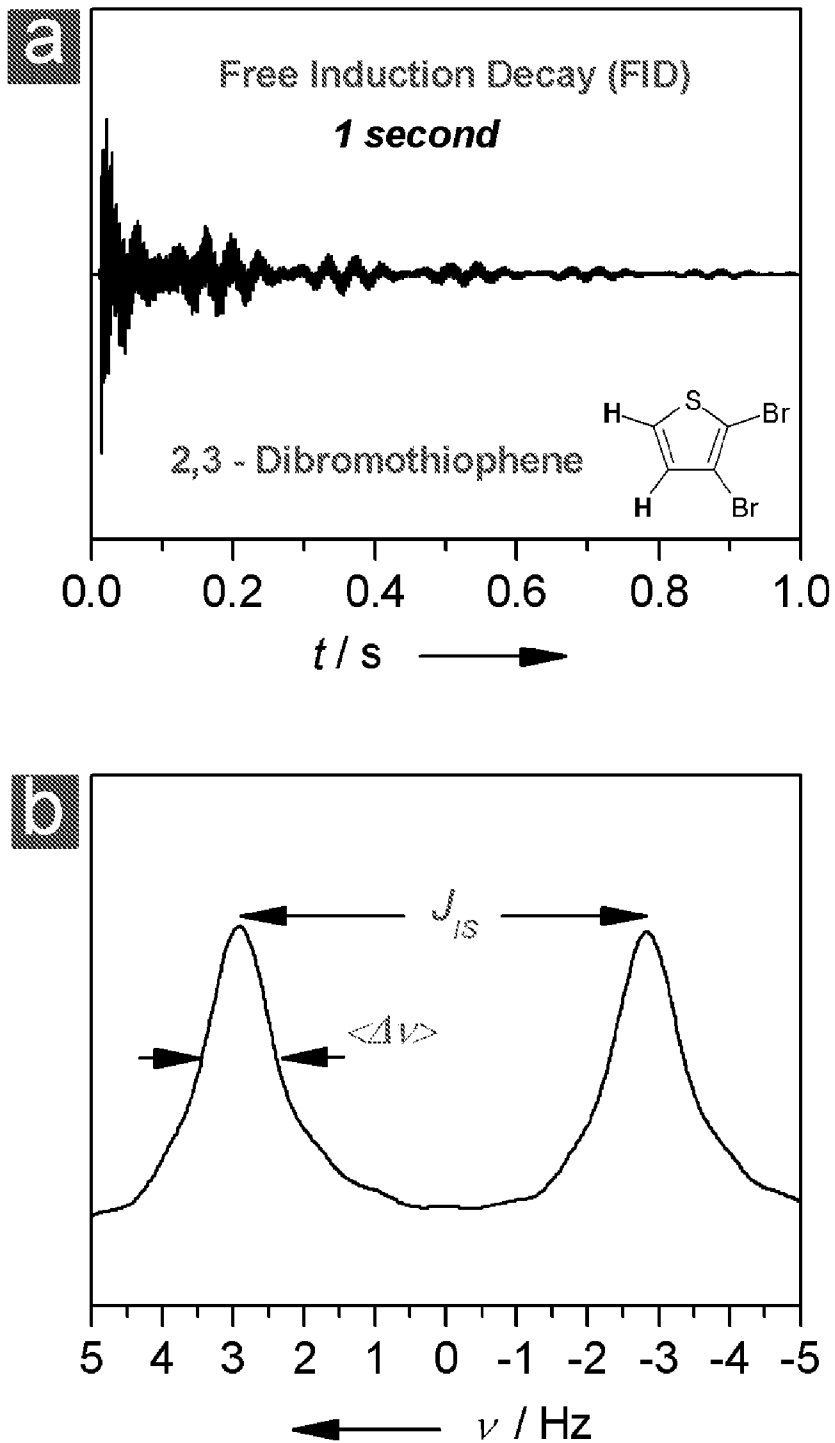 a
Free Induction Decay (FID)
1 second
2,3 - Dibromothiophene
H S Br
H Br
0.0 0.2 0.4 0.6 0.8 1.0
t / s
b
J_IS
<Δν>
5 4 3 2 1 0 -1 -2 -3 -4 -5
ν / Hz